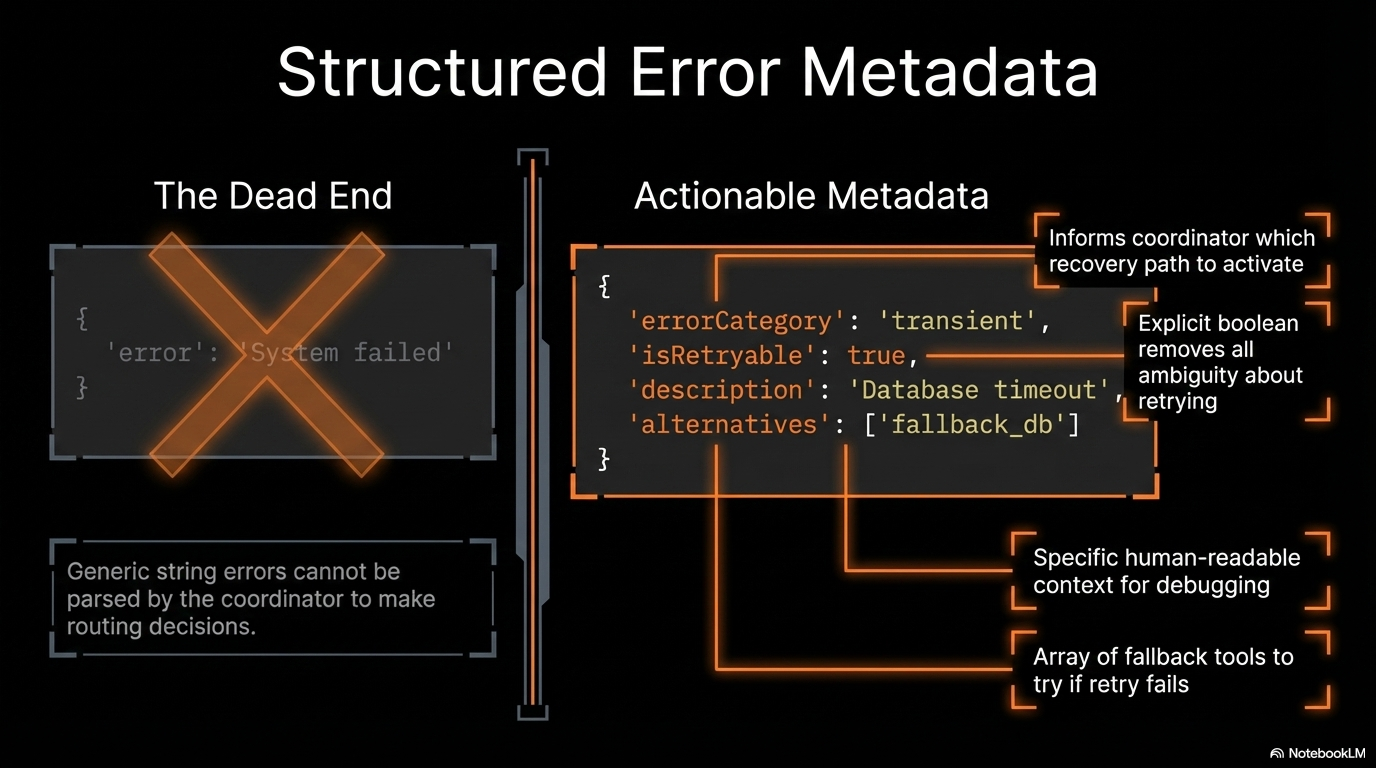 Structured Error Metadata
The Dead End
{
'error': 'System failed'
}
Generic string errors cannot be
parsed by the coordinator to make
routing decisions.
Actionable Metadata
{
'errorCategory': 'transient',
'isRetryable': true,
'description': 'Database timeout',
'alternatives': ['fallback_db']
}
Informs coordinator which
recovery path to activate
Explicit boolean
removes all
ambiguity about
retrying
Specific human-readable
context for debugging
Array of fallback tools to
try if retry fails
NotebookLM